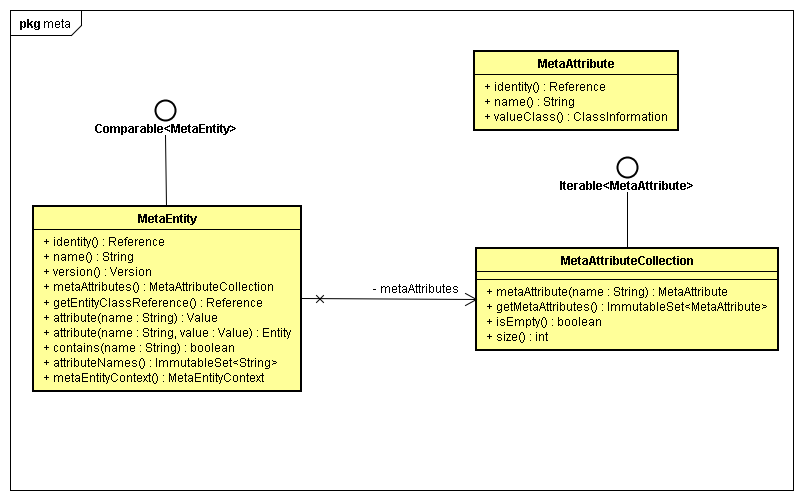 pkg meta
MetaAttribute
+ identity() : Reference
+ name() : String
+ valueClass() : ClassInformation
Comparable<MetaEntity>
Iterable<MetaAttribute>
MetaEntity
+ identity() : Reference
+ name() : String
+ version() : Version
+ metaAttributes() : MetaAttributeCollection
+ getEntityClassReference() : Reference
+ attribute(name : String) : Value
+ attribute(name : String, value : Value) : Entity
+ contains(name : String) : boolean
+ attributeNames() : ImmutableSet<String>
+ metaEntityContext() : MetaEntityContext
- metaAttributes
MetaAttributeCollection
+ metaAttribute(name : String) : MetaAttribute
+ getMetaAttributes() : ImmutableSet<MetaAttribute>
+ isEmpty() : boolean
+ size() : int